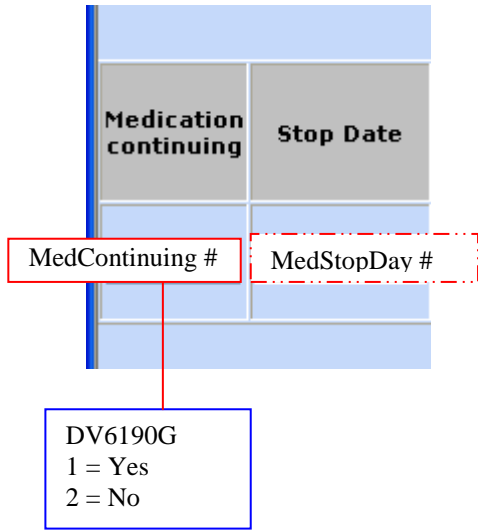 Medication
continuing
Stop Date
MedContinuing #
MedStopDay #
DV6190G
1 = Yes
2 = No